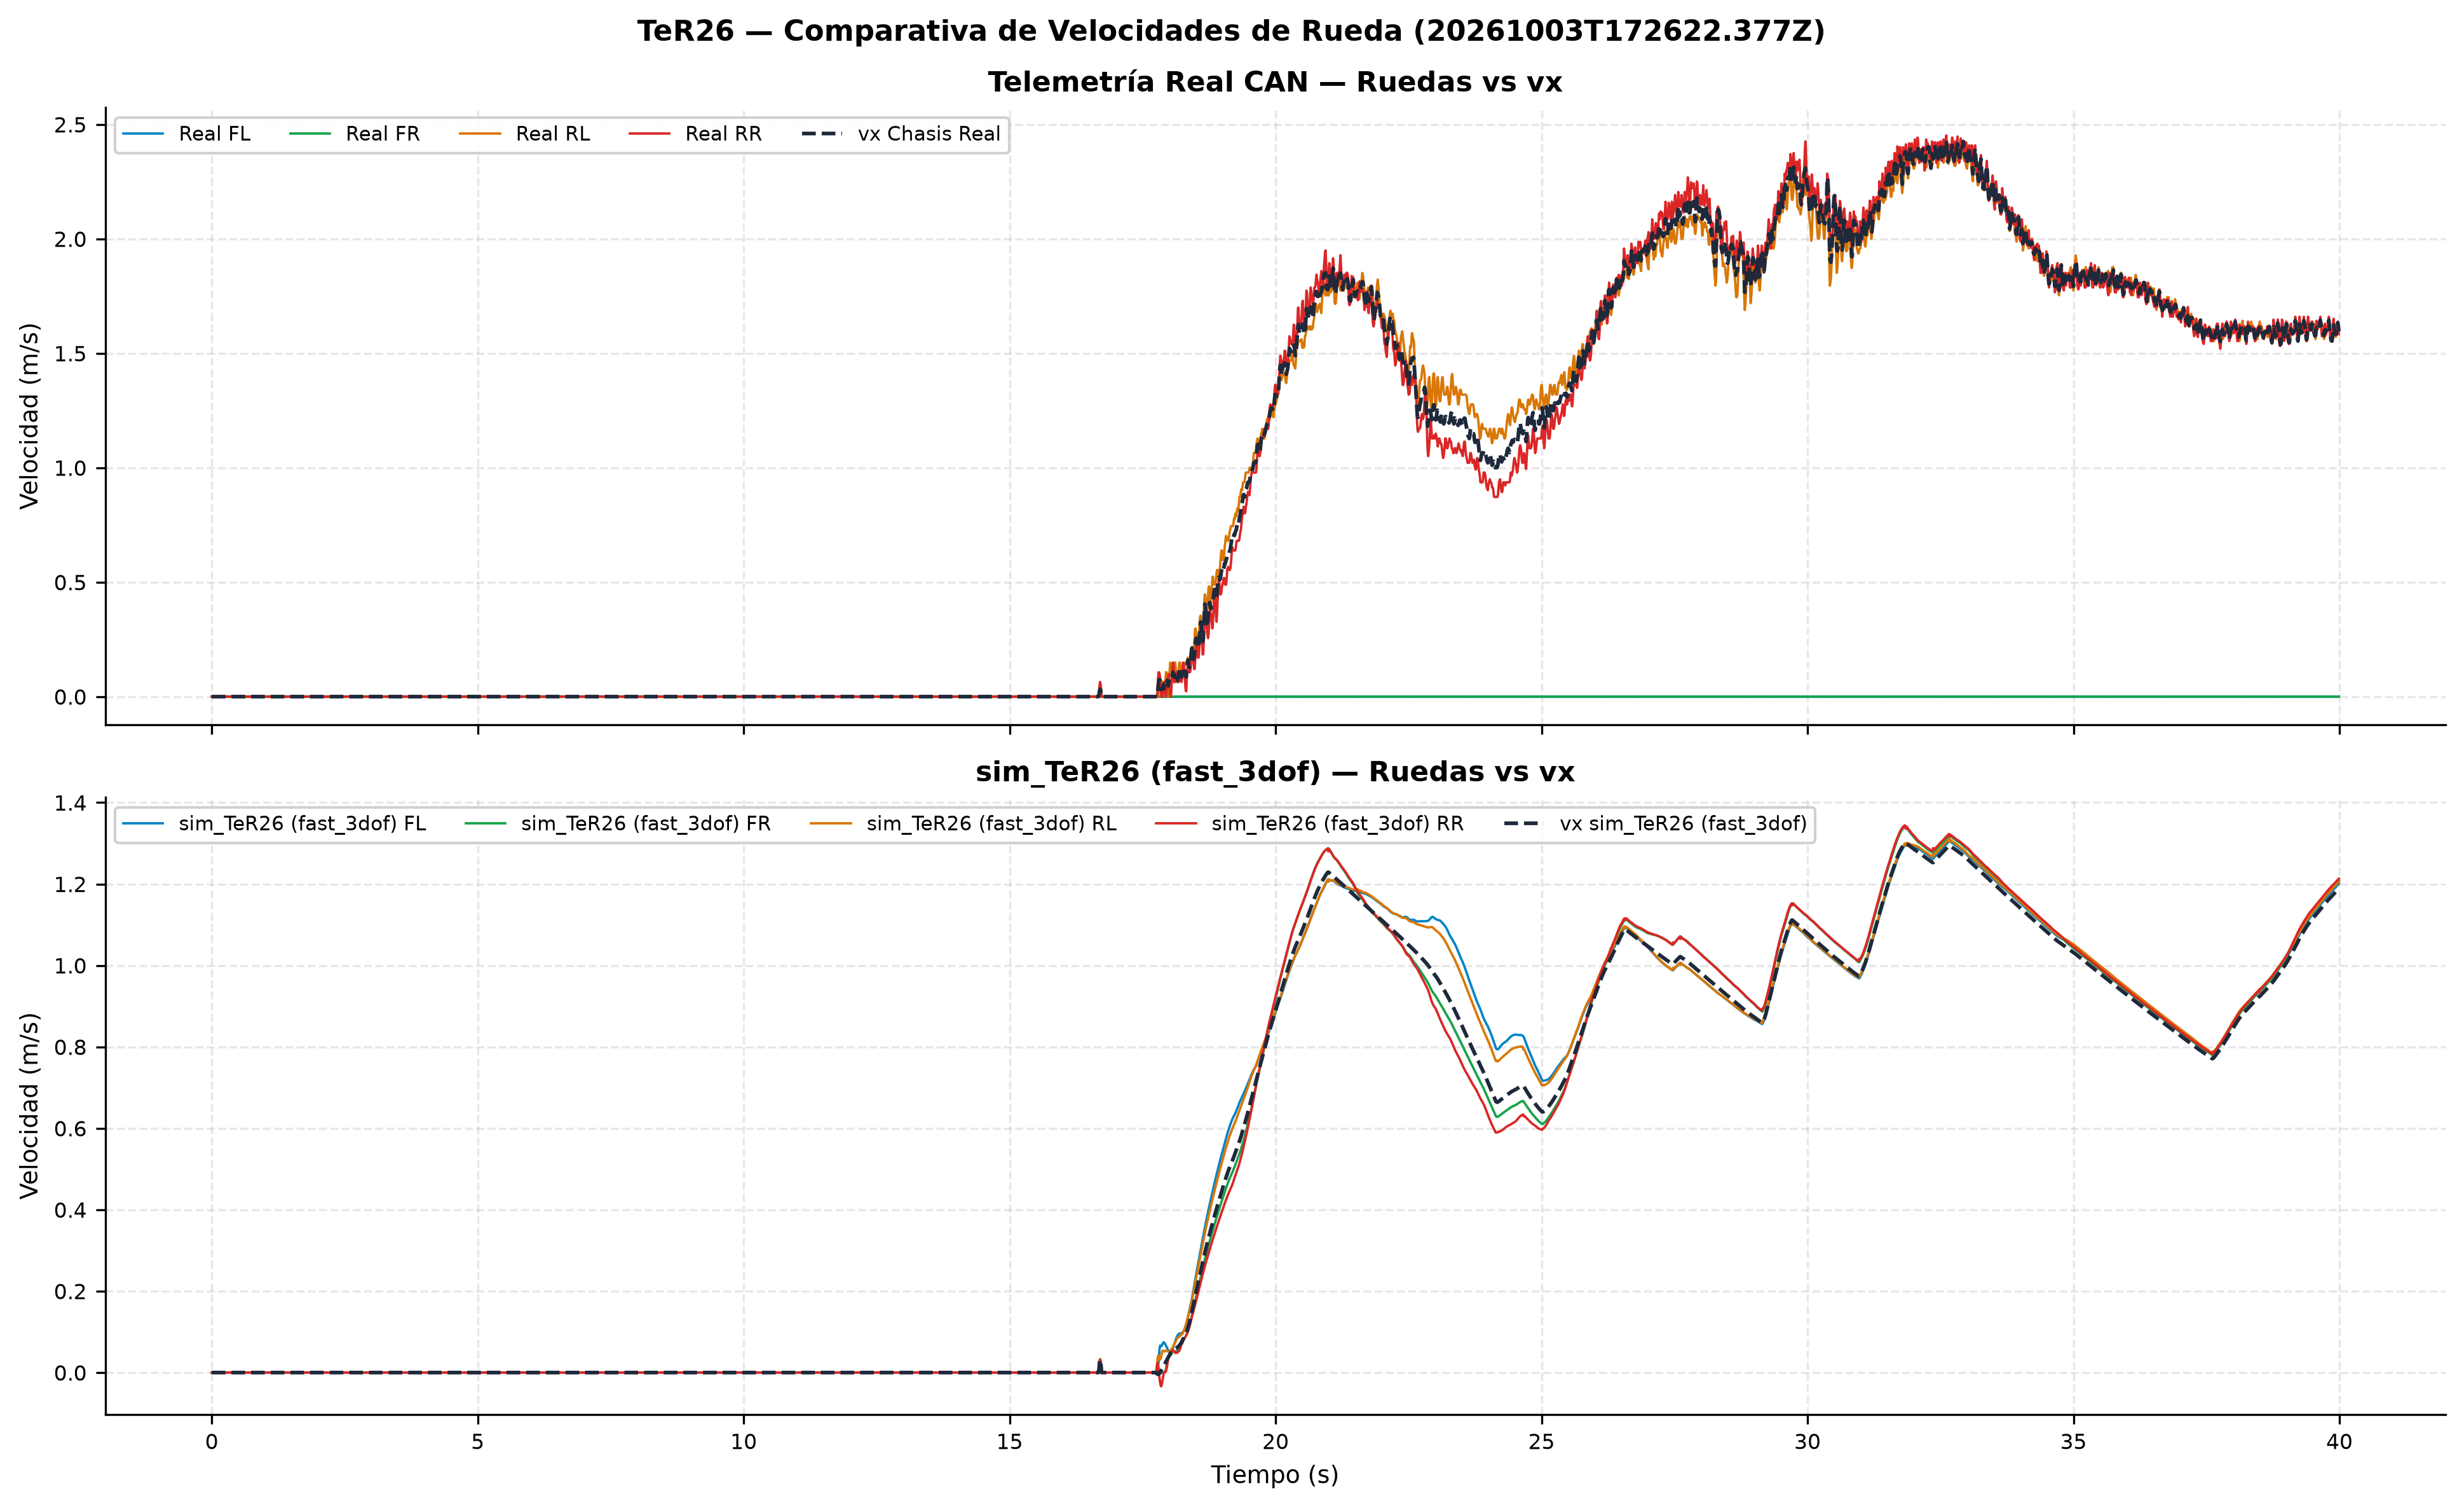 TeR26 — Comparativa de Velocidades de Rueda (20261003T172622.377Z)
Telemetría Real CAN — Ruedas vs vx
Real FL Real FR Real RL Real RR vx Chasis Real
2.5
2.0
1.5
1.0
0.5
0.0
Velocidad (m/s)
sim_TeR26 (fast_3dof) — Ruedas vs vx
sim_TeR26 (fast_3dof) FL sim_TeR26 (fast_3dof) FR sim_TeR26 (fast_3dof) RL sim_TeR26 (fast_3dof) RR vx sim_TeR26 (fast_3dof)
1.4
1.2
1.0
0.8
0.6
0.4
0.2
0.0
Velocidad (m/s)
0 5 10 15 20 25 30 35 40
Tiempo (s)